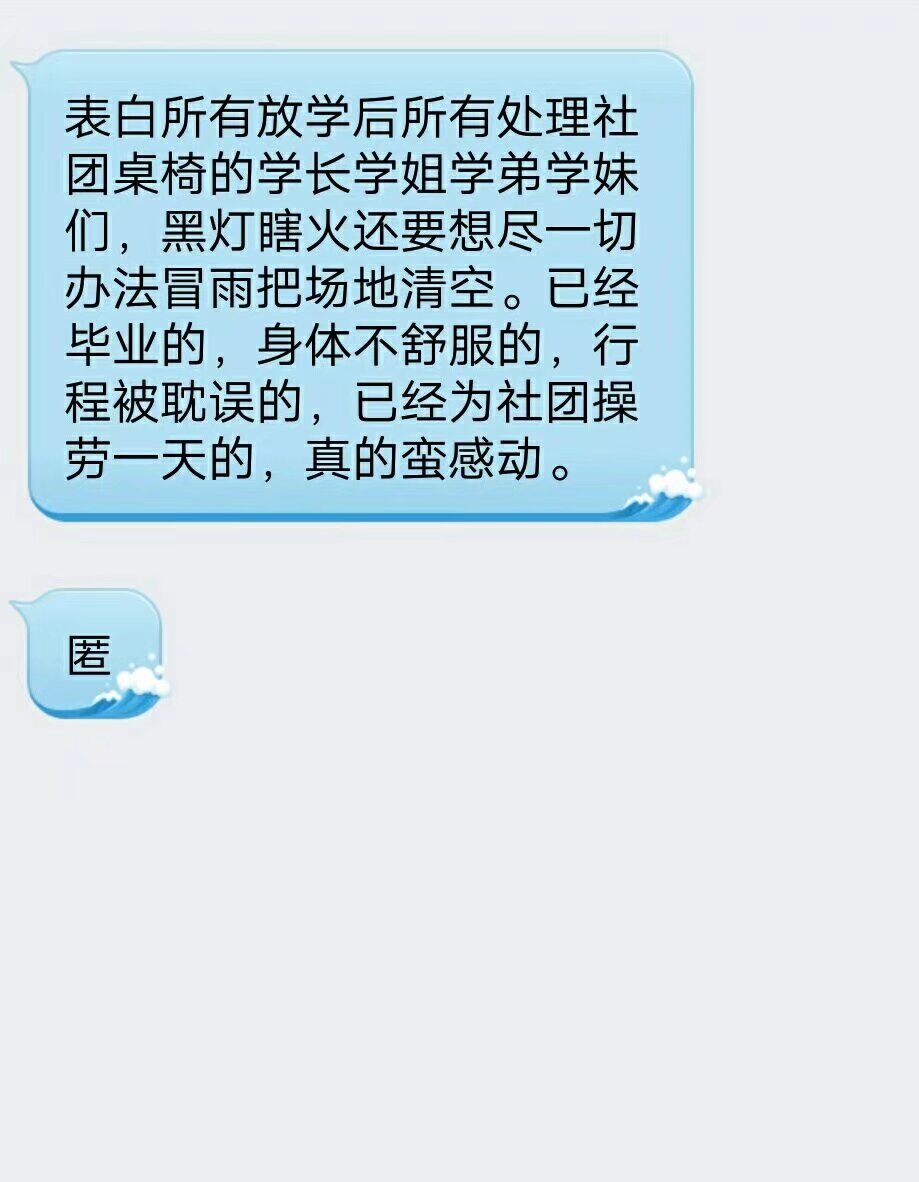 表白所有放学后所有处理社
团桌椅的学长学姐学弟学妹
们，黑灯瞎火还要想尽一切
办法冒雨把场地清空。已经
毕业的，身体不舒服的，行
程被耽误的，已经为社团操
劳一天的，真的蛮感动。
匿